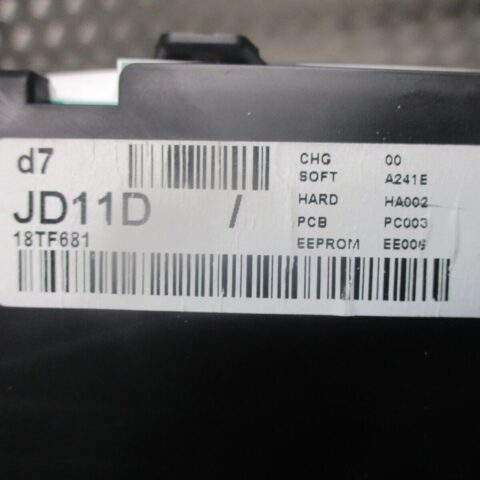 d7
JD11D /
18TF681
CHG 00
SOFT A241E
HARD HA002
PCB PC003
EEPROM EE006